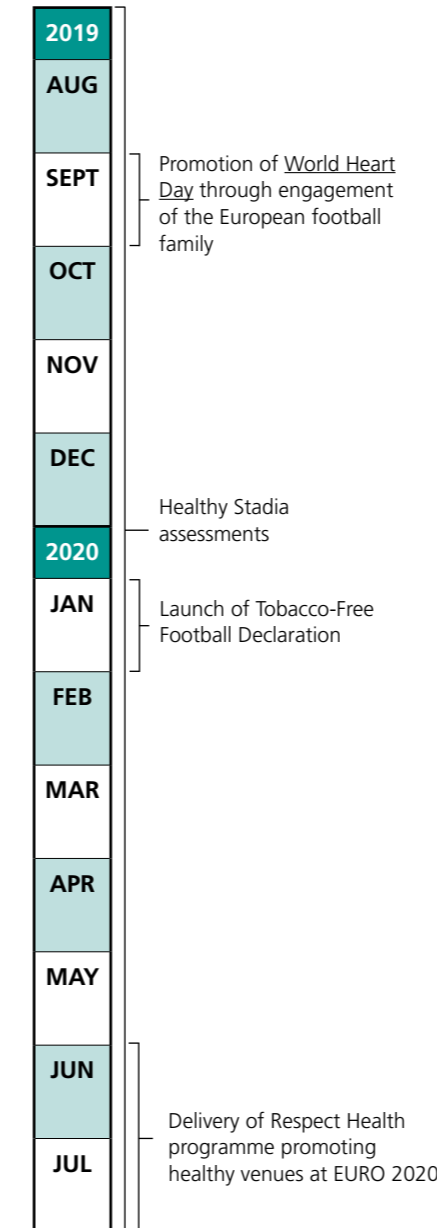 2019
AUG
SEPT
Promotion of World Heart
Day through engagement
of the European football
family
OCT
NOV
DEC
Healthy Stadia
assessments
2020
JAN
Launch of Tobacco-Free
Football Declaration
FEB
MAR
APR
MAY
JUN
JUL
Delivery of Respect Health
programme promoting
healthy venues at EURO 2020